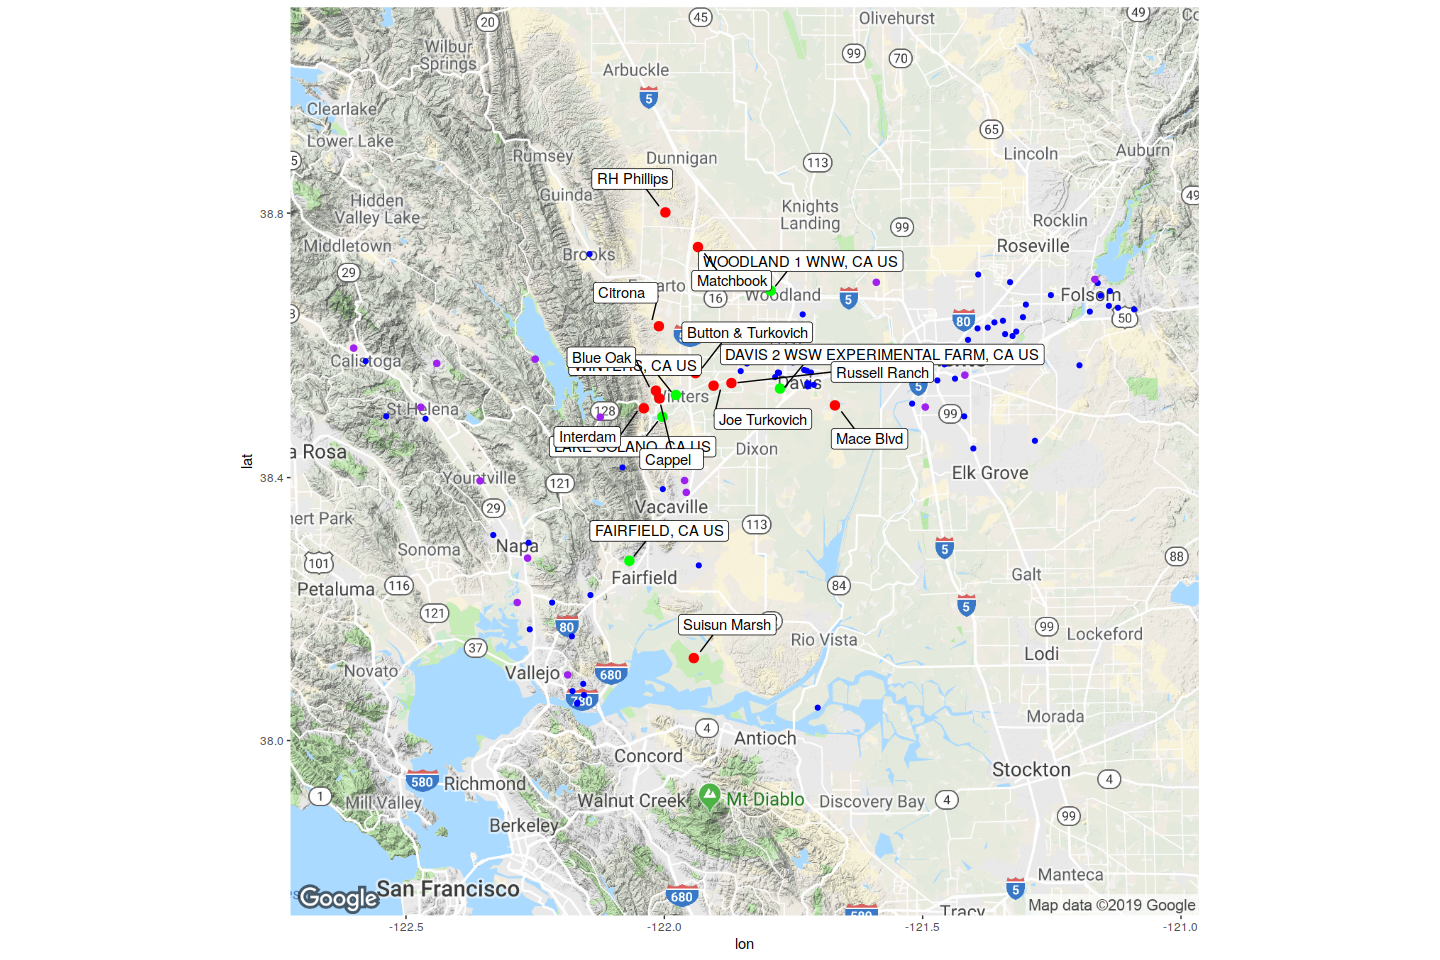 20
45
Olivehurst
49
Wilbur
Springs
99
70
Arbuckle
5
Clearlake
65
Lower Lake
Rumsey
Dunnigan
113
Lincoln
Auburn
RH Phillips
Guinda
49
Hidden
Valley Lake
Knights
Landing
38.8
Rocklin
99
Middletown
Roseville
Brooks
WOODLAND 1 WNW, CA US
29
Matchbook
Citrona
16
Woodland
5
Folsom
50
80
Button & Turkovich
Blue Oak
DAVIS 2 WSW EXPERIMENTAL FARM, CA US
Calistoga
WINTERS, CA US
Russell Ranch
Davis
5
St Helena
128
Winters
99
Joe Turkovich
Interdam
Mace Blvd
LAKE SOLANO, CA US
a Rosa
Cappel
Dixon
38.4
Yountville
121
Elk Grove
29
Vacaville
nert Park
113
FAIRFIELD, CA US
Sonoma
Napa
5
88
101
Fairfield
Galt
Petaluma
116
84
121
5
80
Suisun Marsh
99
Lockeford
37
Rio Vista
Lodi
Novato
Vallejo
680
780
Morada
4
38.0
Antioch
Concord
Stockton
580
Richmond
4
1
Mill Valley
Walnut Creek
Mt Diablo
Discovery Bay
4
99
Berkeley
Manteca
San Francisco
680
5
Google
580
Tracy
Map data ©2019 Google
-122.5
-122.0
-121.5
-121.0
lon
lat